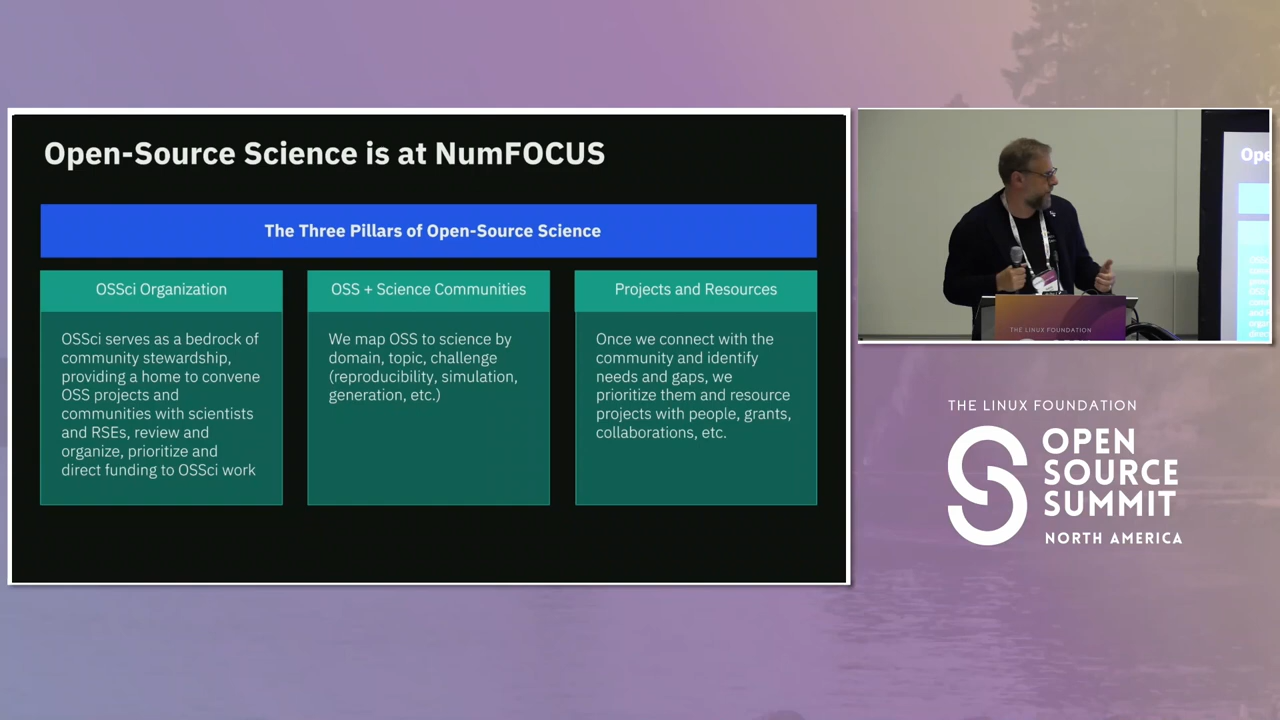 Open-Source Science is at NumFOCUS
The Three Pillars of Open-Source Science
OSSci Organization
OSSci serves as a bedrock of
community stewardship,
providing a home to convene
OSS projects and
communities with scientists
and RSEs, review and
organize, prioritize and
direct funding to OSSci work
OSS + Science Communities
We map OSS to science by
domain, topic, challenge
(reproducibility, simulation,
generation, etc.)
Projects and Resources
Once we connect with the
community and identify
needs and gaps, we
prioritize them and resource
projects with people, grants,
collaborations, etc.
Ope
THE LINUX FOUNDATION
THE LINUX FOUNDATION
OPEN
SOURCE
SUMMIT
NORTH AMERICA